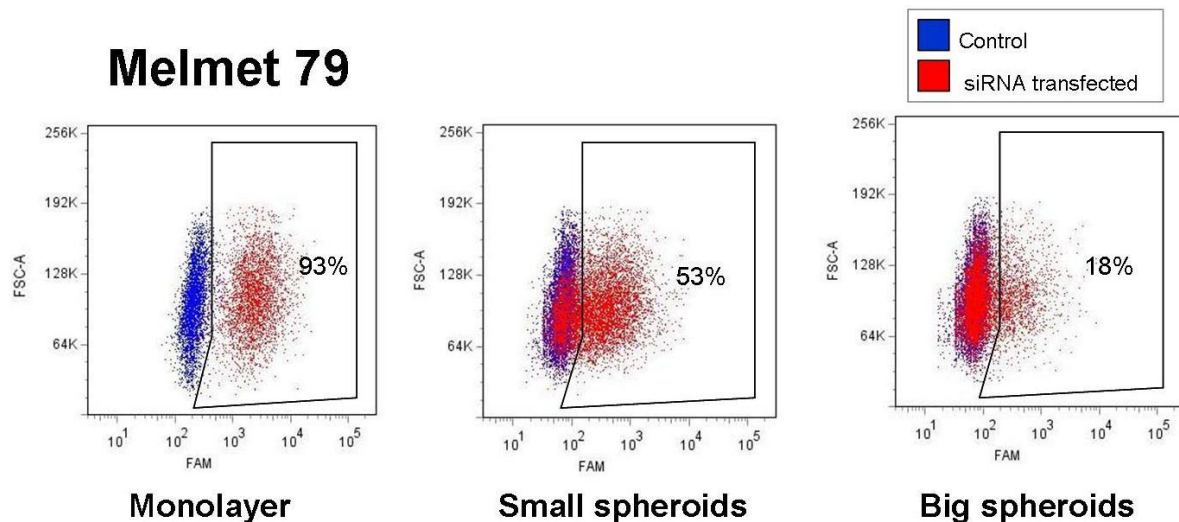 Melmet 79
Control
siRNA transfected
256K
192K
128K
64K
FSC-A
93%
10^1 10^2 10^3 10^4 10^5
FAM
Monolayer
256K
192K
128K
64K
FSC-A
53%
10^1 10^2 10^3 10^4 10^5
FAM
Small spheroids
256K
192K
128K
64K
FSC-A
18%
10^1 10^2 10^3 10^4 10^5
FAM
Big spheroids